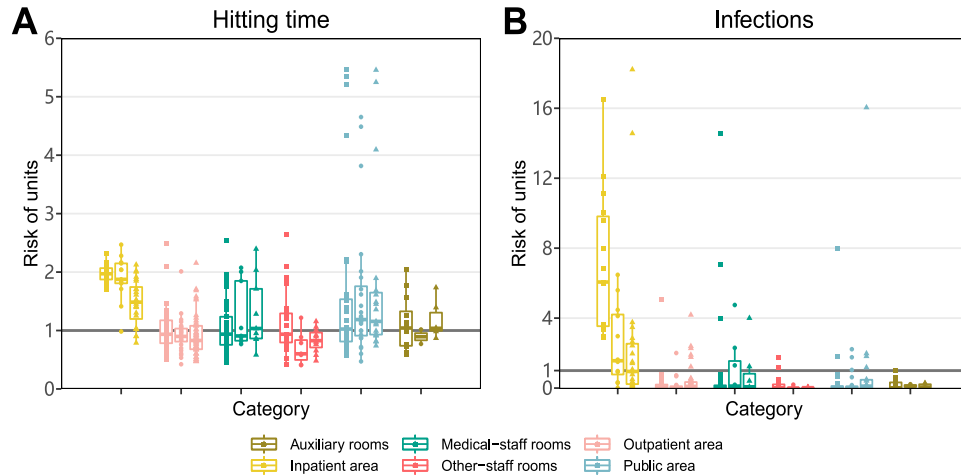 A Hitting time
B Infections
Risk of units
6
5
4
3
2
1
0
Category
Risk of units
20
16
12
8
4
1
0
Category
Auxiliary rooms
Medical−staff rooms
Outpatient area
Inpatient area
Other−staff rooms
Public area